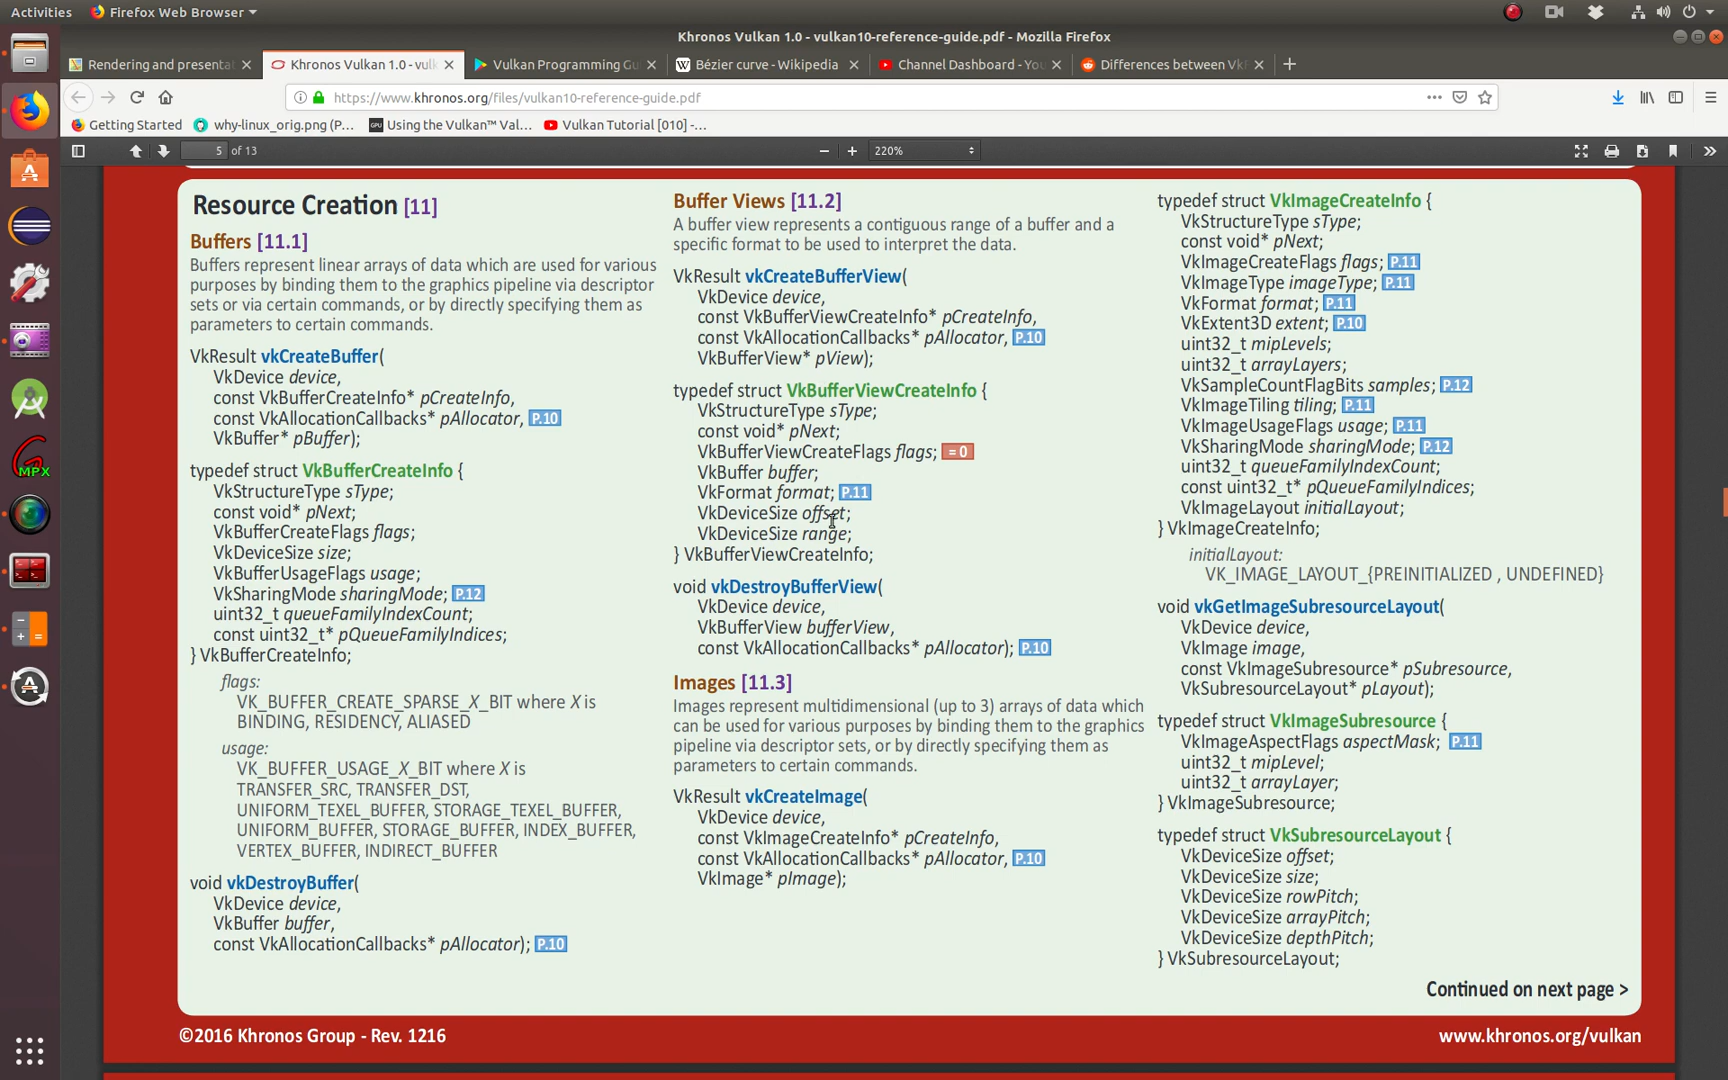 Activities
Firefox Web Browser
Khronos Vulkan 1.0 - vulkan10-reference-guide.pdf - Mozilla Firefox
Rendering and presenta
Khronos Vulkan 1.0 - vulk
Vulkan Programming Gu
Bézier curve - Wikipedia
Channel Dashboard - You
Differences between Vkf
https://www.khronos.org/files/vulkan10-reference-guide.pdf
Getting Started
why-linux_orig.png (P...
Using the Vulkan™ Val...
Vulkan Tutorial [010] -...
5 of 13
220%
Resource Creation [11]
Buffers [11.1]
Buffers represent linear arrays of data which are used for various
purposes by binding them to the graphics pipeline via descriptor
sets or via certain commands, or by directly specifying them as
parameters to certain commands.
VkResult vkCreateBuffer(
VkDevice device,
const VkBufferCreateInfo* pCreateInfo,
const VkAllocationCallbacks* pAllocator, P.10
VkBuffer* pBuffer);
typedef struct VkBufferCreateInfo {
VkStructureType sType;
const void* pNext;
VkBufferCreateFlags flags;
VkDeviceSize size;
VkBufferUsageFlags usage;
VkSharingMode sharingMode; P.12
uint32_t queueFamilyIndexCount;
const uint32_t* pQueueFamilyIndices;
} VkBufferCreateInfo;
flags:
VK_BUFFER_CREATE_SPARSE_X_BIT where X is
BINDING, RESIDENCY, ALIASED
usage:
VK_BUFFER_USAGE_X_BIT where X is
TRANSFER_SRC, TRANSFER_DST,
UNIFORM_TEXEL_BUFFER, STORAGE_TEXEL_BUFFER,
UNIFORM_BUFFER, STORAGE_BUFFER, INDEX_BUFFER,
VERTEX_BUFFER, INDIRECT_BUFFER
void vkDestroyBuffer(
VkDevice device,
VkBuffer buffer,
const VkAllocationCallbacks* pAllocator); P.10
Buffer Views [11.2]
A buffer view represents a contiguous range of a buffer and a
specific format to be used to interpret the data.
VkResult vkCreateBufferView(
VkDevice device,
const VkBufferViewCreateInfo* pCreateInfo,
const VkAllocationCallbacks* pAllocator, P.10
VkBufferView* pView);
typedef struct VkBufferViewCreateInfo {
VkStructureType sType;
const void* pNext;
VkBufferViewCreateFlags flags; = 0
VkBuffer buffer;
VkFormat format; P.11
VkDeviceSize offset;
VkDeviceSize range;
} VkBufferViewCreateInfo;
void vkDestroyBufferView(
VkDevice device,
VkBufferView bufferView,
const VkAllocationCallbacks* pAllocator); P.10
Images [11.3]
Images represent multidimensional (up to 3) arrays of data which
can be used for various purposes by binding them to the graphics
pipeline via descriptor sets, or by directly specifying them as
parameters to certain commands.
VkResult vkCreateImage(
VkDevice device,
const VkImageCreateInfo* pCreateInfo,
const VkAllocationCallbacks* pAllocator, P.10
VkImage* pImage);
typedef struct VkImageCreateInfo {
VkStructureType sType;
const void* pNext;
VkImageCreateFlags flags; P.11
VkImageType imageType; P.11
VkFormat format; P.11
VkExtent3D extent; P.10
uint32_t mipLevels;
uint32_t arrayLayers;
VkSampleCountFlagBits samples; P.12
VkImageTiling tiling; P.11
VkImageUsageFlags usage; P.11
VkSharingMode sharingMode; P.12
uint32_t queueFamilyIndexCount;
const uint32_t* pQueueFamilyIndices;
VkImageLayout initialLayout;
} VkImageCreateInfo;
initialLayout:
VK_IMAGE_LAYOUT_{PREINITIALIZED , UNDEFINED}
void vkGetImageSubresourceLayout(
VkDevice device,
VkImage image,
const VkImageSubresource* pSubresource,
VkSubresourceLayout* pLayout);
typedef struct VkImageSubresource {
VkImageAspectFlags aspectMask; P.11
uint32_t mipLevel;
uint32_t arrayLayer;
} VkImageSubresource;
typedef struct VkSubresourceLayout {
VkDeviceSize offset;
VkDeviceSize size;
VkDeviceSize rowPitch;
VkDeviceSize arrayPitch;
VkDeviceSize depthPitch;
} VkSubresourceLayout;
Continued on next page >
©2016 Khronos Group - Rev. 1216
www.khronos.org/vulkan
MPX